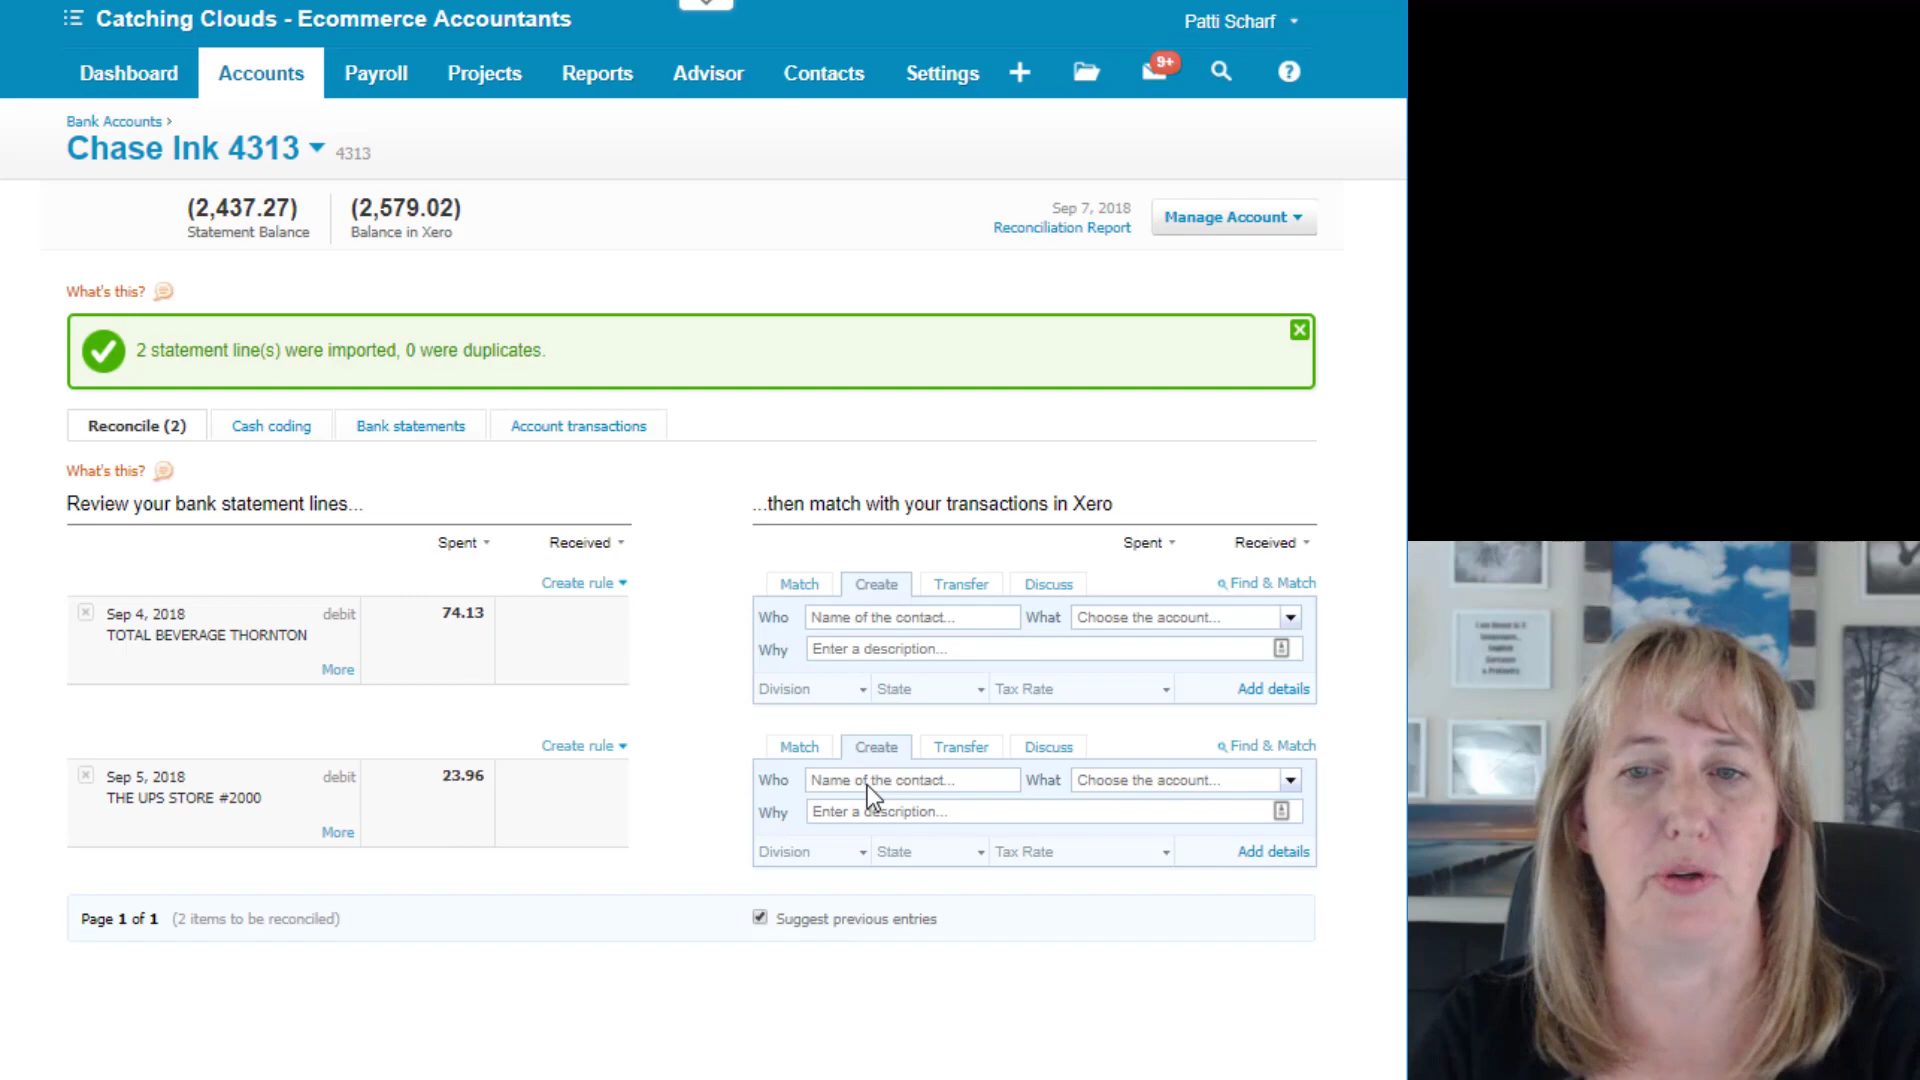 Catching Clouds - Ecommerce Accountants
Patti Scharf
Dashboard Accounts Payroll Projects Reports Advisor Contacts Settings + 9+ ?
Bank Accounts ›
Chase Ink 4313 4313
(2,437.27) (2,579.02)
Statement Balance Balance in Xero
Sep 7, 2018
Reconciliation Report
Manage Account
What's this?
2 statement line(s) were imported, 0 were duplicates.
Reconcile (2) Cash coding Bank statements Account transactions
What's this?
Review your bank statement lines... ...then match with your transactions in Xero
Spent Received Spent Received
Create rule Match Create Transfer Discuss Find & Match
Sep 4, 2018 debit 74.13 Who Name of the contact... What Choose the account...
TOTAL BEVERAGE THORNTON Why Enter a description...
More Division State Tax Rate Add details
Create rule Match Create Transfer Discuss Find & Match
Sep 5, 2018 debit 23.96 Who Name of the contact... What Choose the account...
THE UPS STORE #2000 Why Enter a description...
More Division State Tax Rate Add details
Page 1 of 1 (2 items to be reconciled) Suggest previous entries